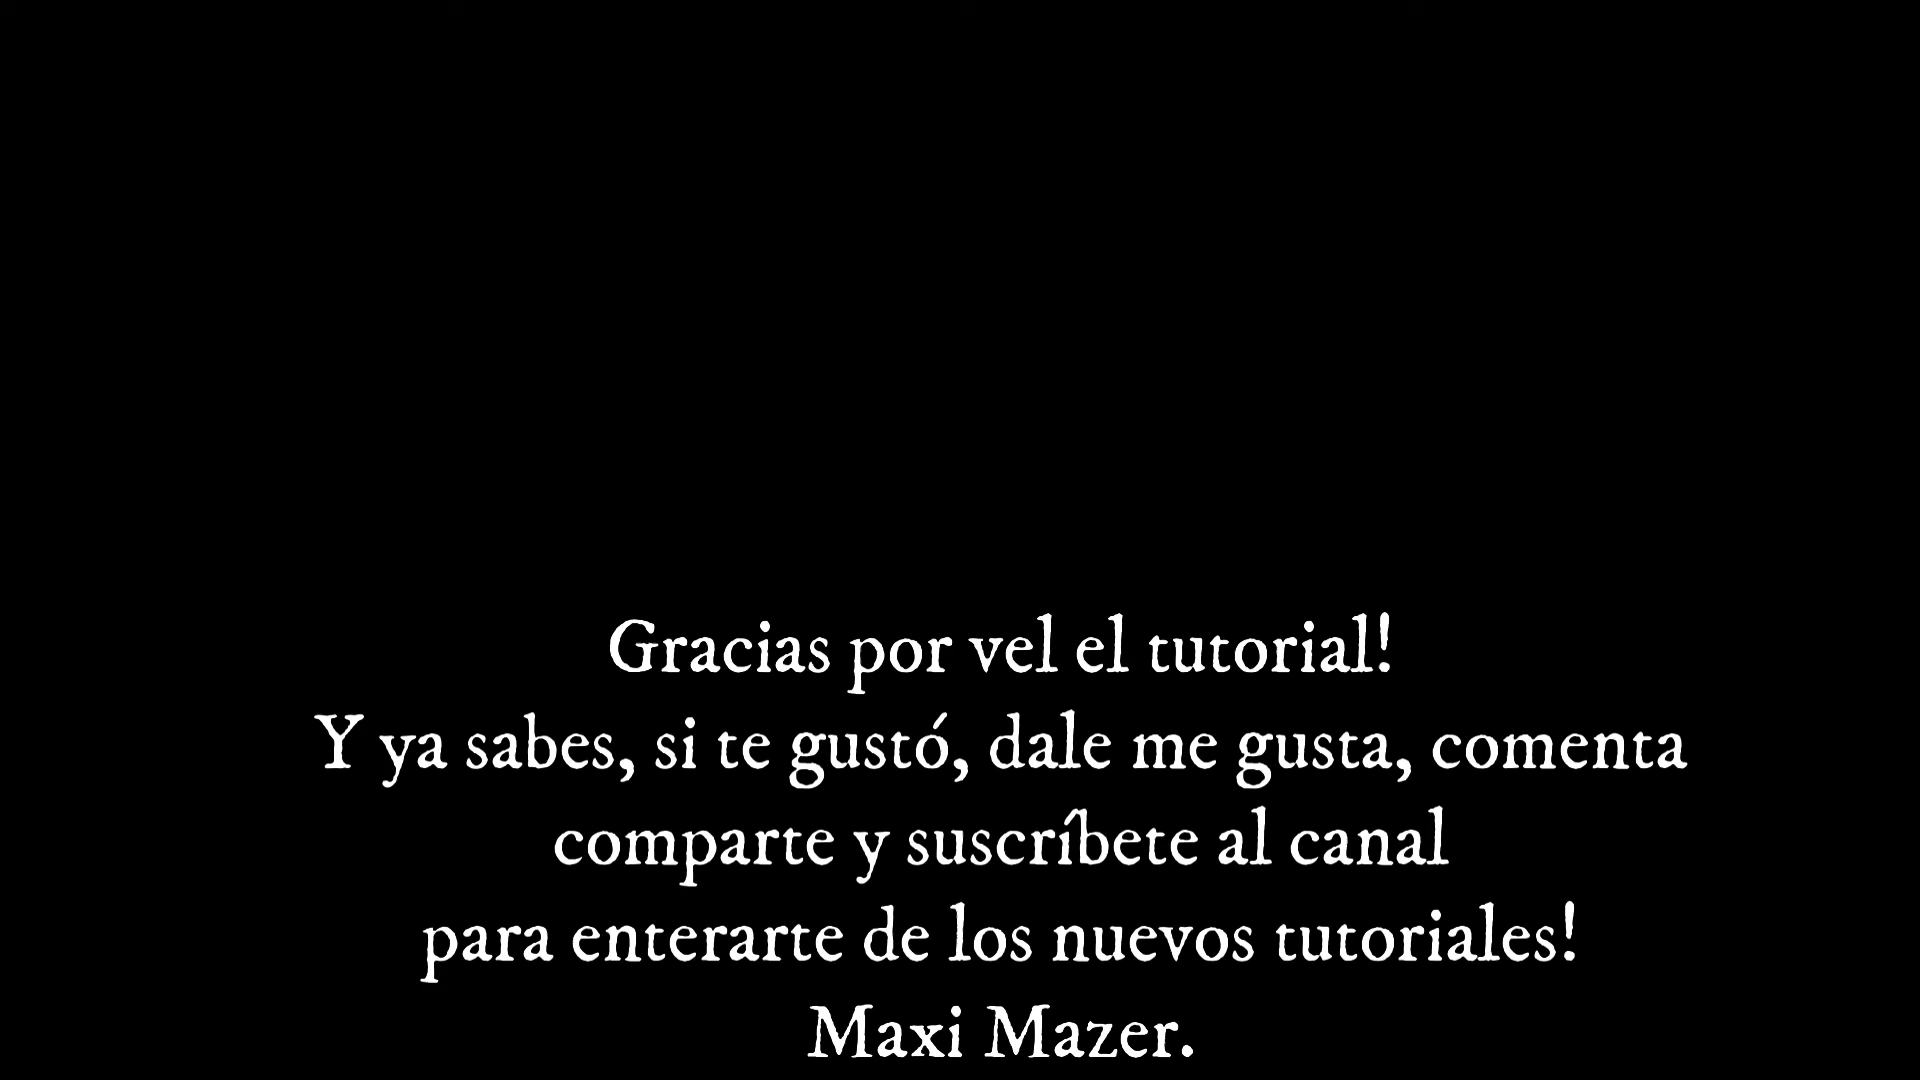 Gracias por vel el tutorial!
Y ya sabes, si te gustó, dale me gusta, comenta
comparte y suscríbete al canal
para enterarte de los nuevos tutoriales!
Maxi Mazer.